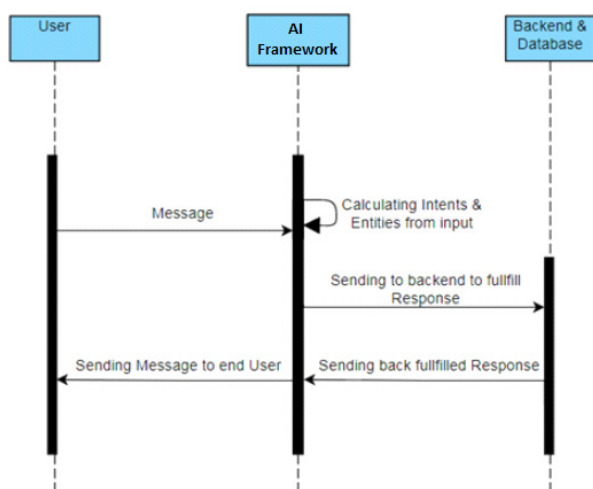 User
AI
Framework
Backend &
Database
Calculating Intents &
Entities from input
Message
Sending to backend to fullfill
Response
Sending Message to end User
Sending back fullfilled Response